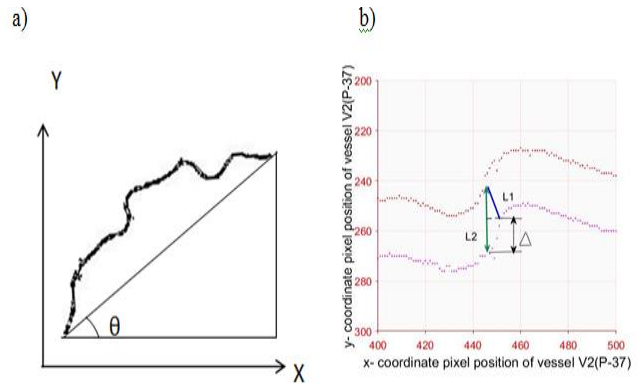 a)
b)
Y
θ
X
y- coordinate pixel position of vessel V2(P-37)
200
220
240
260
280
300
L1
L2
△
400 420 440 460 480 500
x- coordinate pixel position of vessel V2(P-37)